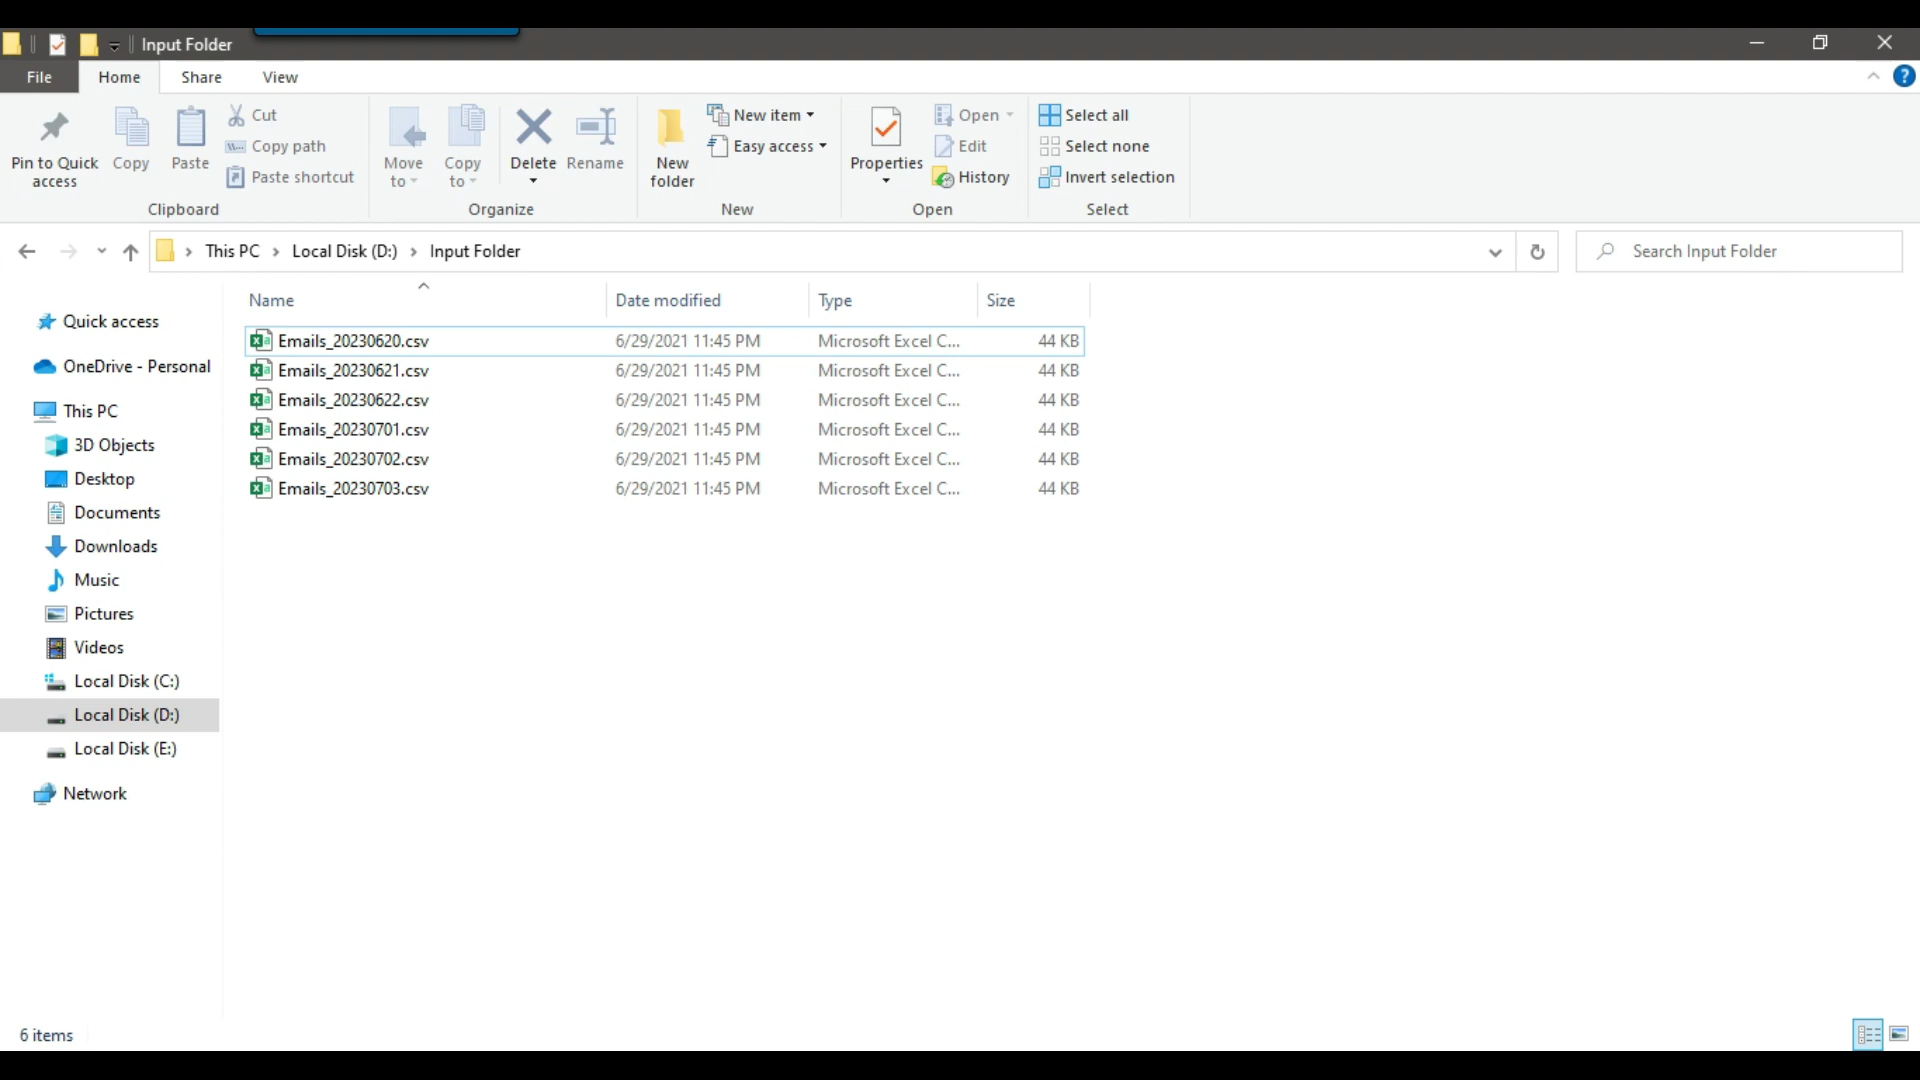 Input Folder
File Home Share View
Pin to Quick access
Copy
Paste
Cut
Copy path
Paste shortcut
Clipboard
Move to
Copy to
Delete
Rename
Organize
New folder
New item
Easy access
New
Properties
Open
Edit
History
Open
Select all
Select none
Invert selection
Select
This PC › Local Disk (D:) › Input Folder
Search Input Folder
Quick access
OneDrive - Personal
This PC
3D Objects
Desktop
Documents
Downloads
Music
Pictures
Videos
Local Disk (C:)
Local Disk (D:)
Local Disk (E:)
Network
Name Date modified Type Size
Emails_20230620.csv 6/29/2021 11:45 PM Microsoft Excel C... 44 KB
Emails_20230621.csv 6/29/2021 11:45 PM Microsoft Excel C... 44 KB
Emails_20230622.csv 6/29/2021 11:45 PM Microsoft Excel C... 44 KB
Emails_20230701.csv 6/29/2021 11:45 PM Microsoft Excel C... 44 KB
Emails_20230702.csv 6/29/2021 11:45 PM Microsoft Excel C... 44 KB
Emails_20230703.csv 6/29/2021 11:45 PM Microsoft Excel C... 44 KB
6 items